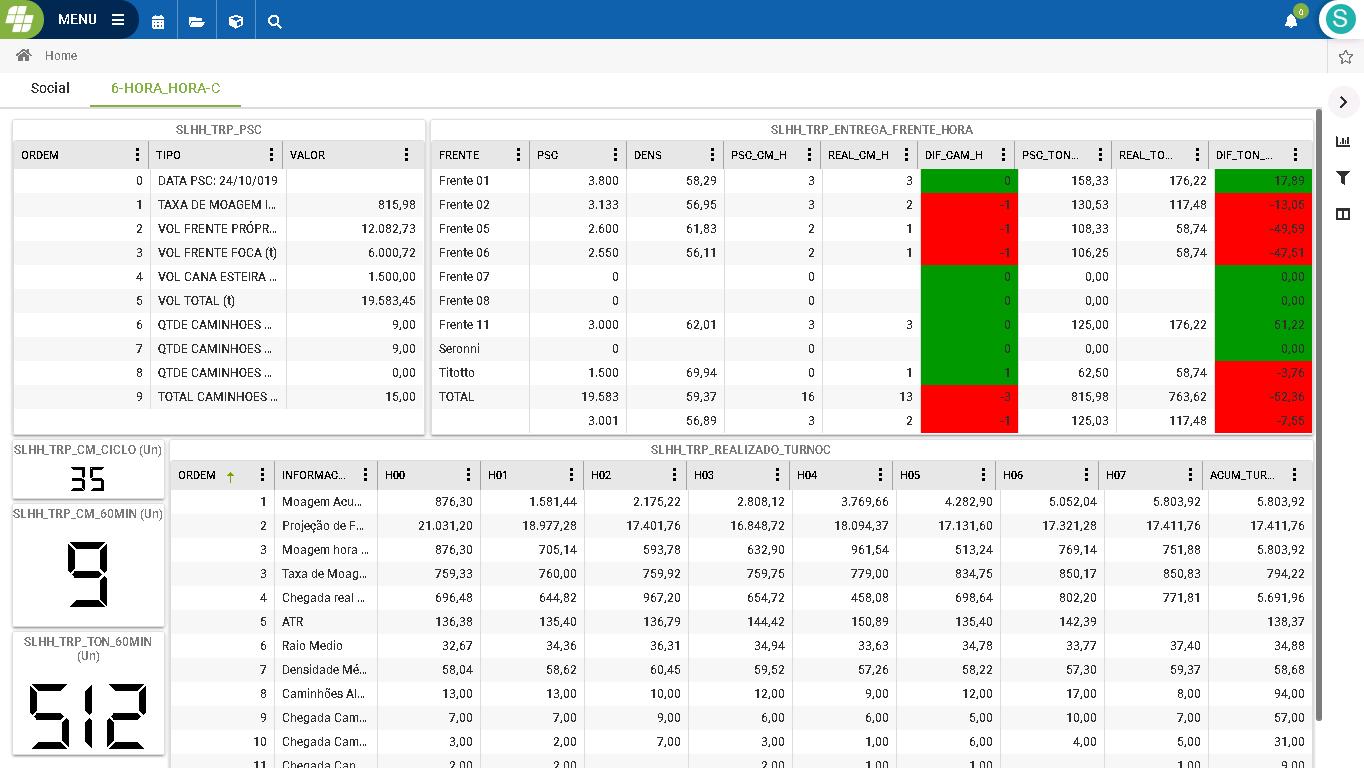 MENU
0
S
Home
Social 6-HORA_HORA-C
SLHH_TRP_PSC
ORDEM TIPO VALOR
0 DATA PSC: 24/10/019
1 TAXA DE MOAGEM I... 815,98
2 VOL FRENTE PRÓPR... 12.082,73
3 VOL FRENTE FOCA (t) 6.000,72
4 VOL CANA ESTEIRA ... 1.500,00
5 VOL TOTAL (t) 19.583,45
6 QTDE CAMINHOES ... 9,00
7 QTDE CAMINHOES ... 9,00
8 QTDE CAMINHOES ... 0,00
9 TOTAL CAMINHOES ... 15,00
SLHH_TRP_ENTREGA_FRENTE_HORA
FRENTE PSC DENS PSC_CM_H REAL_CM_H DIF_CAM_H PSC_TON... REAL_TO... DIF_TON_...
Frente 01 3.800 58,29 3 3 0 158,33 176,22 17,89
Frente 02 3.133 56,95 3 2 -1 130,53 117,48 -13,05
Frente 05 2.600 61,83 2 1 -1 108,33 58,74 -49,59
Frente 06 2.550 56,11 2 1 -1 106,25 58,74 -47,51
Frente 07 0 0 0 0,00 0,00
Frente 08 0 0 0 0,00 0,00
Frente 11 3.000 62,01 3 3 0 125,00 176,22 51,22
Seronni 0 0 0 0,00 0,00
Titotto 1.500 69,94 0 1 1 62,50 58,74 -3,76
TOTAL 19.583 59,37 16 13 -3 815,98 763,62 -52,36
3.001 56,89 3 2 -1 125,03 117,48 -7,55
SLHH_TRP_CM_CICLO (Un)
35
SLHH_TRP_CM_60MIN (Un)
9
SLHH_TRP_TON_60MIN
(Un)
512
SLHH_TRP_REALIZADO_TURNOC
ORDEM INFORMAC... H00 H01 H02 H03 H04 H05 H06 H07 ACUM_TUR...
1 Moagem Acu... 876,30 1.581,44 2.175,22 2.808,12 3.769,66 4.282,90 5.052,04 5.803,92 5.803,92
2 Projeção de F... 21.031,20 18.977,28 17.401,76 16.848,72 18.094,37 17.131,60 17.321,28 17.411,76 17.411,76
3 Moagem hora ... 876,30 705,14 593,78 632,90 961,54 513,24 769,14 751,88 5.803,92
3 Taxa de Moag... 759,33 760,00 759,92 759,75 779,00 834,75 850,17 850,83 794,22
4 Chegada real ... 696,48 644,82 967,20 654,72 458,08 698,64 802,20 771,81 5.691,96
5 ATR 136,38 135,40 136,79 144,42 150,89 135,40 142,39 138,37
6 Raio Medio 32,67 34,36 36,31 34,94 33,63 34,78 33,77 37,40 34,88
7 Densidade Mé... 58,04 58,62 60,45 59,52 57,26 58,22 57,30 59,37 58,68
8 Caminhões Al... 13,00 13,00 10,00 12,00 9,00 12,00 17,00 8,00 94,00
9 Chegada Cam... 7,00 7,00 9,00 6,00 6,00 5,00 10,00 7,00 57,00
10 Chegada Cam... 3,00 2,00 7,00 3,00 1,00 6,00 4,00 5,00 31,00
11 Chegada Can... 2,00 2,00 2,00 1,00 1,00 1,00 9,00